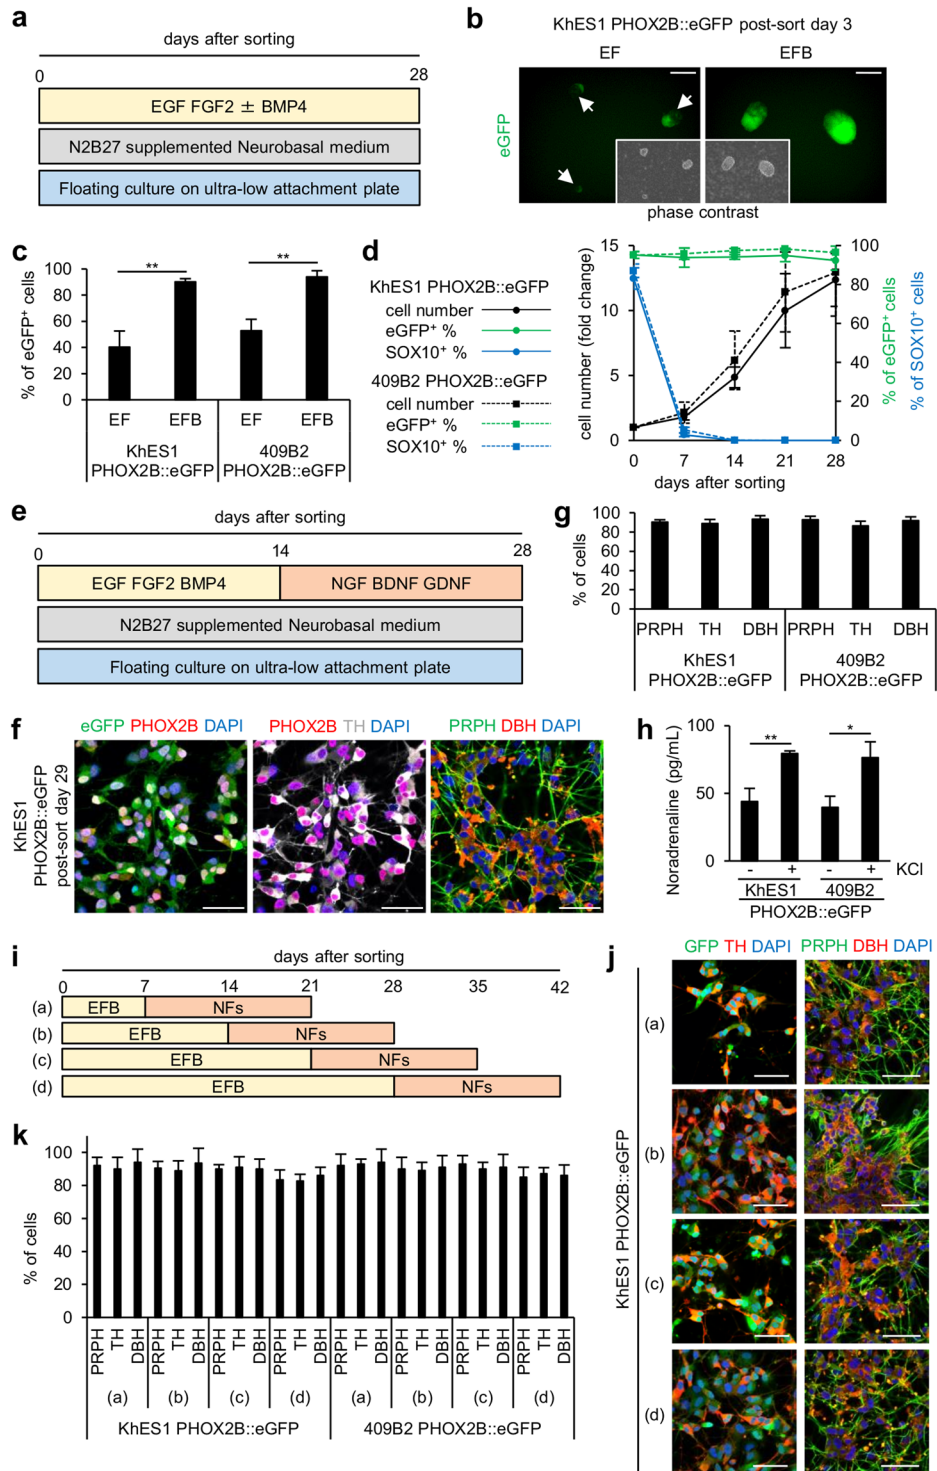 a
days after sorting
0 28
EGF FGF2 ± BMP4
N2B27 supplemented Neurobasal medium
Floating culture on ultra-low attachment plate
b
KhES1 PHOX2B::eGFP post-sort day 3
EF EFB
eGFP
phase contrast
c
% of eGFP+ cells
100
80
60
40
20
0
** **
EF EFB EF EFB
KhES1 409B2
PHOX2B::eGFP PHOX2B::eGFP
d
KhES1 PHOX2B::eGFP
cell number
eGFP+ %
SOX10+ %
409B2 PHOX2B::eGFP
cell number
eGFP+ %
SOX10+ %
cell number (fold change)
15
10
5
0
100
80
60
40
20
0
% of eGFP+ cells
% of SOX10+ cells
0 7 14 21 28
days after sorting
e
days after sorting
0 14 28
EGF FGF2 BMP4 NGF BDNF GDNF
N2B27 supplemented Neurobasal medium
Floating culture on ultra-low attachment plate
g
% of cells
100
80
60
40
20
0
PRPH TH DBH PRPH TH DBH
KhES1 409B2
PHOX2B::eGFP PHOX2B::eGFP
f
KhES1
PHOX2B::eGFP
post-sort day 29
eGFP PHOX2B DAPI PHOX2B TH DAPI PRPH DBH DAPI
h
Noradrenaline (pg/mL)
100
50
0
** *
- + - + KCl
KhES1 409B2
PHOX2B::eGFP
i
days after sorting
0 7 14 21 28 35 42
(a) EFB NFs
(b) EFB NFs
(c) EFB NFs
(d) EFB NFs
j
GFP TH DAPI PRPH DBH DAPI
KhES1 PHOX2B::eGFP
(a)
(b)
(c)
(d)
k
% of cells
100
80
60
40
20
0
PRPH TH DBH PRPH TH DBH PRPH TH DBH PRPH TH DBH PRPH TH DBH PRPH TH DBH PRPH TH DBH PRPH TH DBH
(a) (b) (c) (d) (a) (b) (c) (d)
KhES1 PHOX2B::eGFP 409B2 PHOX2B::eGFP